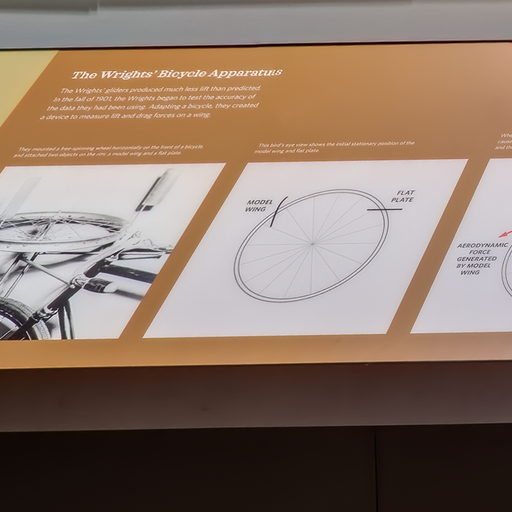 The Wrights' Bicycle Apparatus
The Wrights' gliders produced much less lift than predicted.
In the fall of 1901, the Wrights began to test the accuracy of
the data they had been using. Adapting a bicycle, they created
a device to measure lift and drag forces on a wing.
They mounted a free-spinning wheel horizontally on the front of a bicycle
and attached two objects on the rim: a model wing and a flat plate.
This bird's eye view shows the initial stationary position of the
model wing and flat plate.
MODEL
WING
FLAT
PLATE
AERODYNAMIC
FORCE
GENERATED
BY MODEL
WING